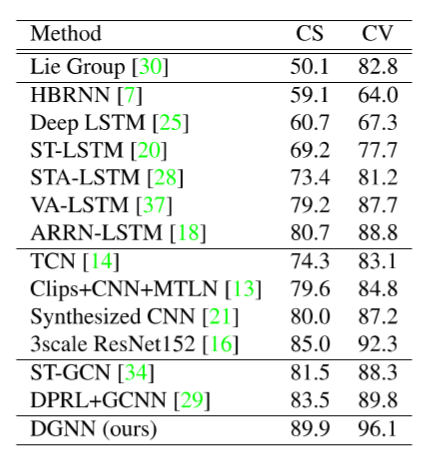 Method CS CV
Lie Group [30] 50.1 82.8
HBRNN [7] 59.1 64.0
Deep LSTM [25] 60.7 67.3
ST-LSTM [20] 69.2 77.7
STA-LSTM [28] 73.4 81.2
VA-LSTM [37] 79.2 87.7
ARRN-LSTM [18] 80.7 88.8
TCN [14] 74.3 83.1
Clips+CNN+MTLN [13] 79.6 84.8
Synthesized CNN [21] 80.0 87.2
3scale ResNet152 [16] 85.0 92.3
ST-GCN [34] 81.5 88.3
DPRL+GCNN [29] 83.5 89.8
DGNN (ours) 89.9 96.1